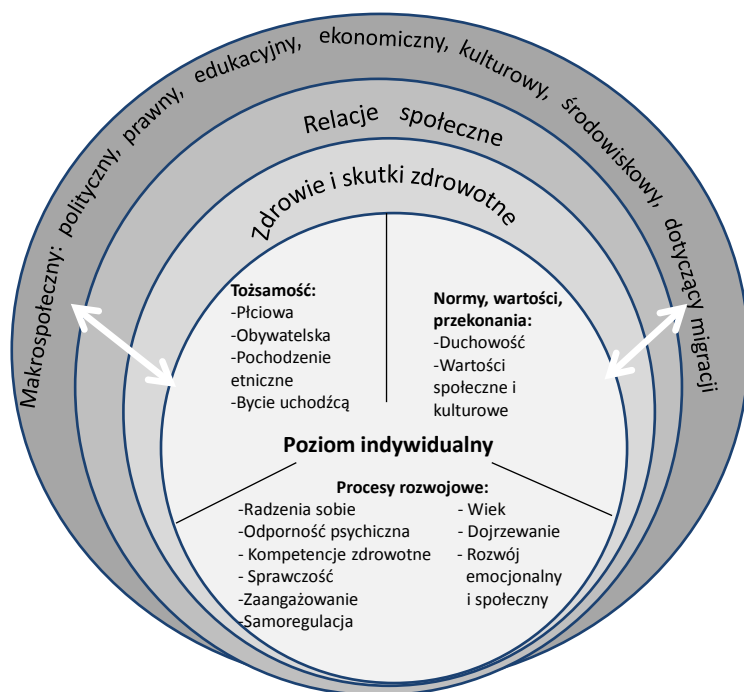 Makrospołeczny: polityczny, prawny, edukacyjny, ekonomiczny, kulturowy, środowiskowy, dotyczący migracji
Relacje społeczne
Zdrowie i skutki zdrowotne
Tożsamość:
-Płciowa
-Obywatelska
-Pochodzenie
etniczne
-Bycie uchodźcą
Normy, wartości,
przekonania:
-Duchowość
-Wartości
społeczne i
kulturowe
Poziom indywidualny
Procesy rozwojowe:
-Radzenia sobie
-Odporność psychiczna
- Kompetencje zdrowotne
- Sprawczość
-Zaangażowanie
-Samoregulacja
- Wiek
- Dojrzewanie
- Rozwój
emocjonalny
i społeczny